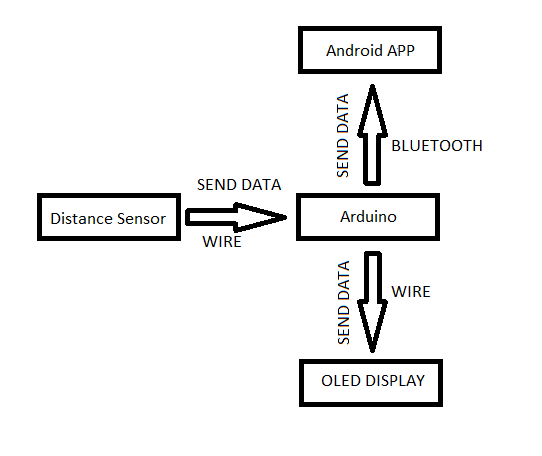 Android APP
SEND DATA
BLUETOOTH
SEND DATA
Distance Sensor
WIRE
Arduino
SEND DATA
WIRE
OLED DISPLAY